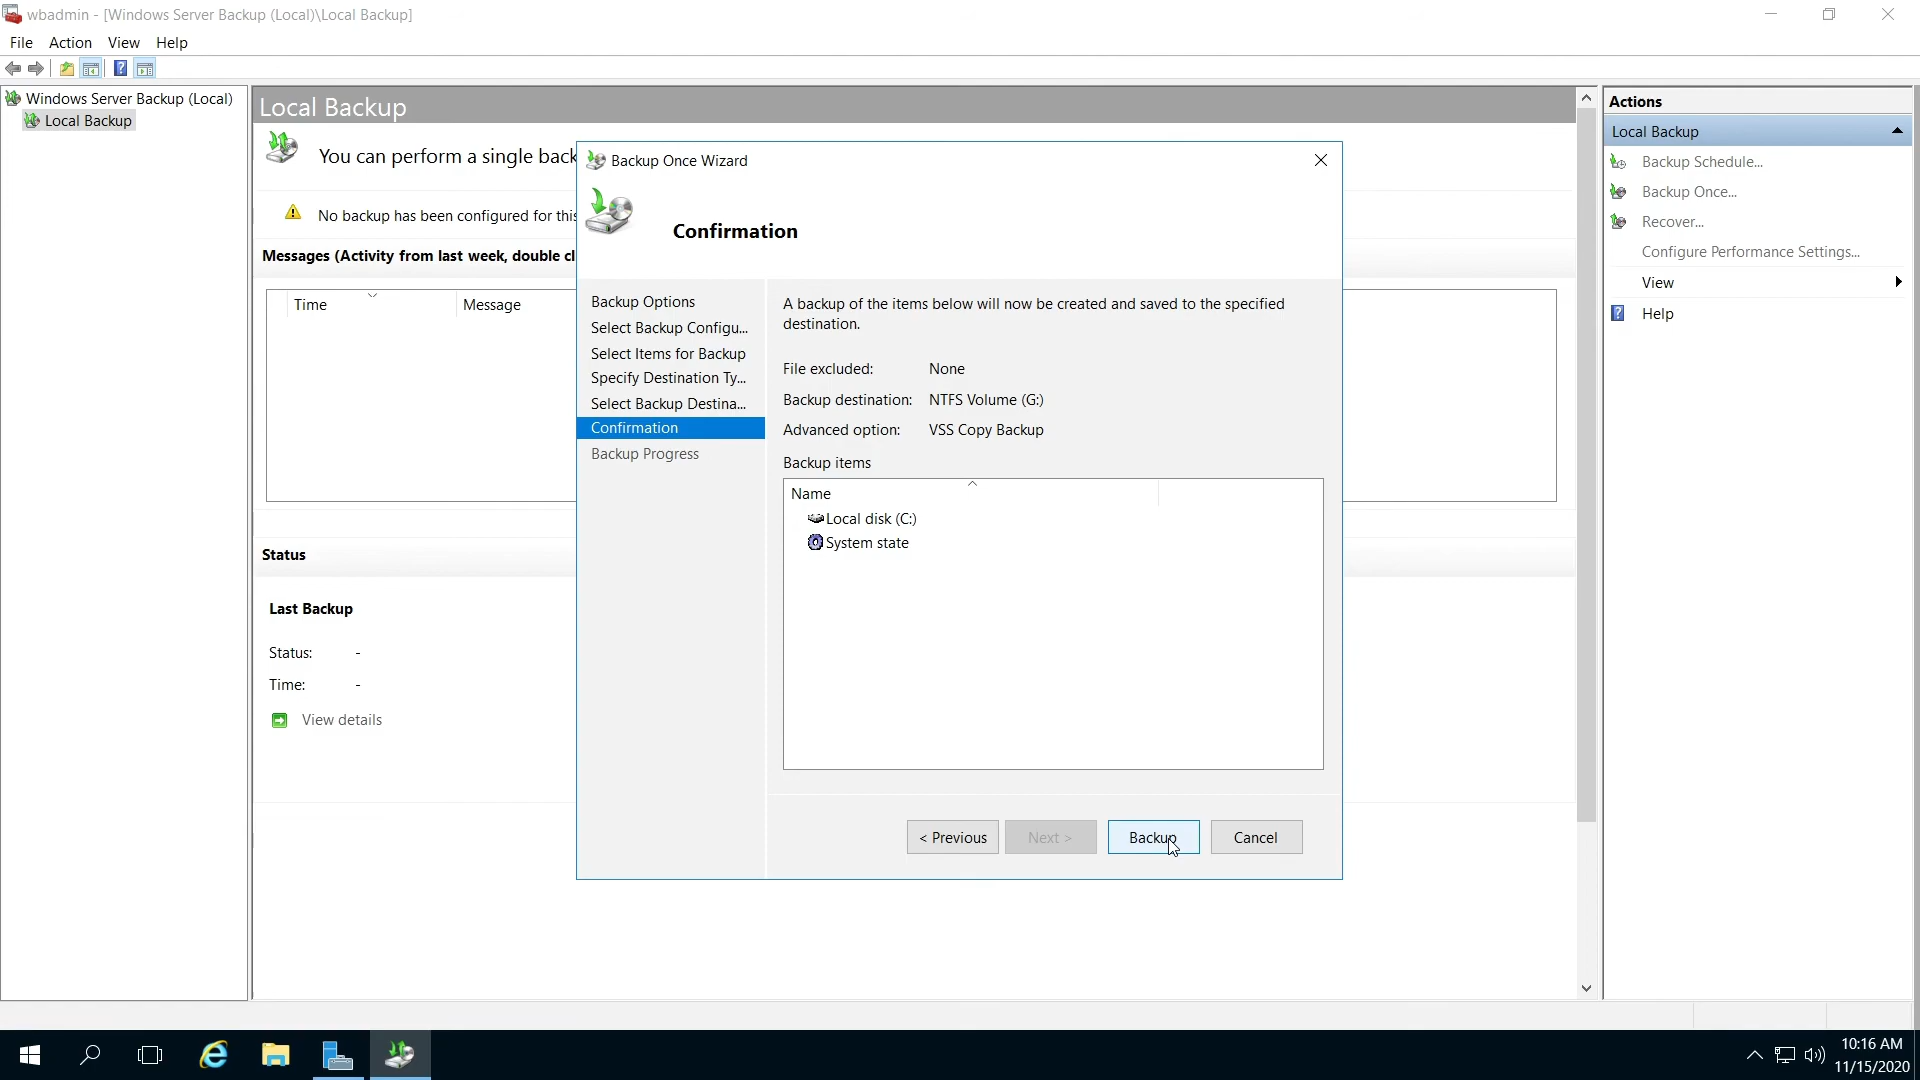 wbadmin - [Windows Server Backup (Local)\Local Backup]
File Action View Help
Windows Server Backup (Local)
Local Backup
Local Backup
You can perform a single back
No backup has been configured for this
Messages (Activity from last week, double cl
Time
Message
Status
Last Backup
Status: -
Time: -
View details
Backup Once Wizard
Confirmation
Backup Options
Select Backup Configu...
Select Items for Backup
Specify Destination Ty...
Select Backup Destina...
Confirmation
Backup Progress
A backup of the items below will now be created and saved to the specified
destination.
File excluded: None
Backup destination: NTFS Volume (G:)
Advanced option: VSS Copy Backup
Backup items
Name
Local disk (C:)
System state
< Previous
Next >
Backup
Cancel
Actions
Local Backup
Backup Schedule...
Backup Once...
Recover...
Configure Performance Settings...
View
Help
10:16 AM
11/15/2020